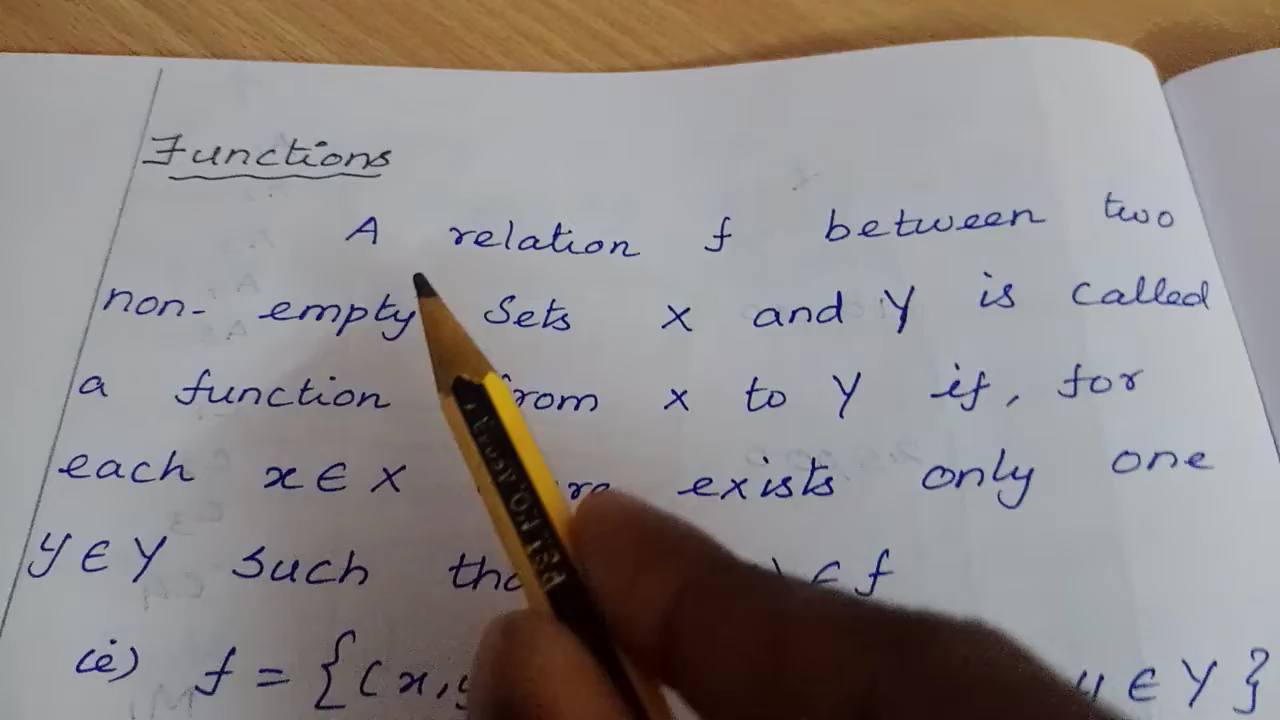 Functions
A relation f between two
non- empty Sets X and Y is called
a function from X to Y if, for
each x ∈ X exists only one
y ∈ Y such ∈ f
(i.e) f = { (x, y ∈ Y }